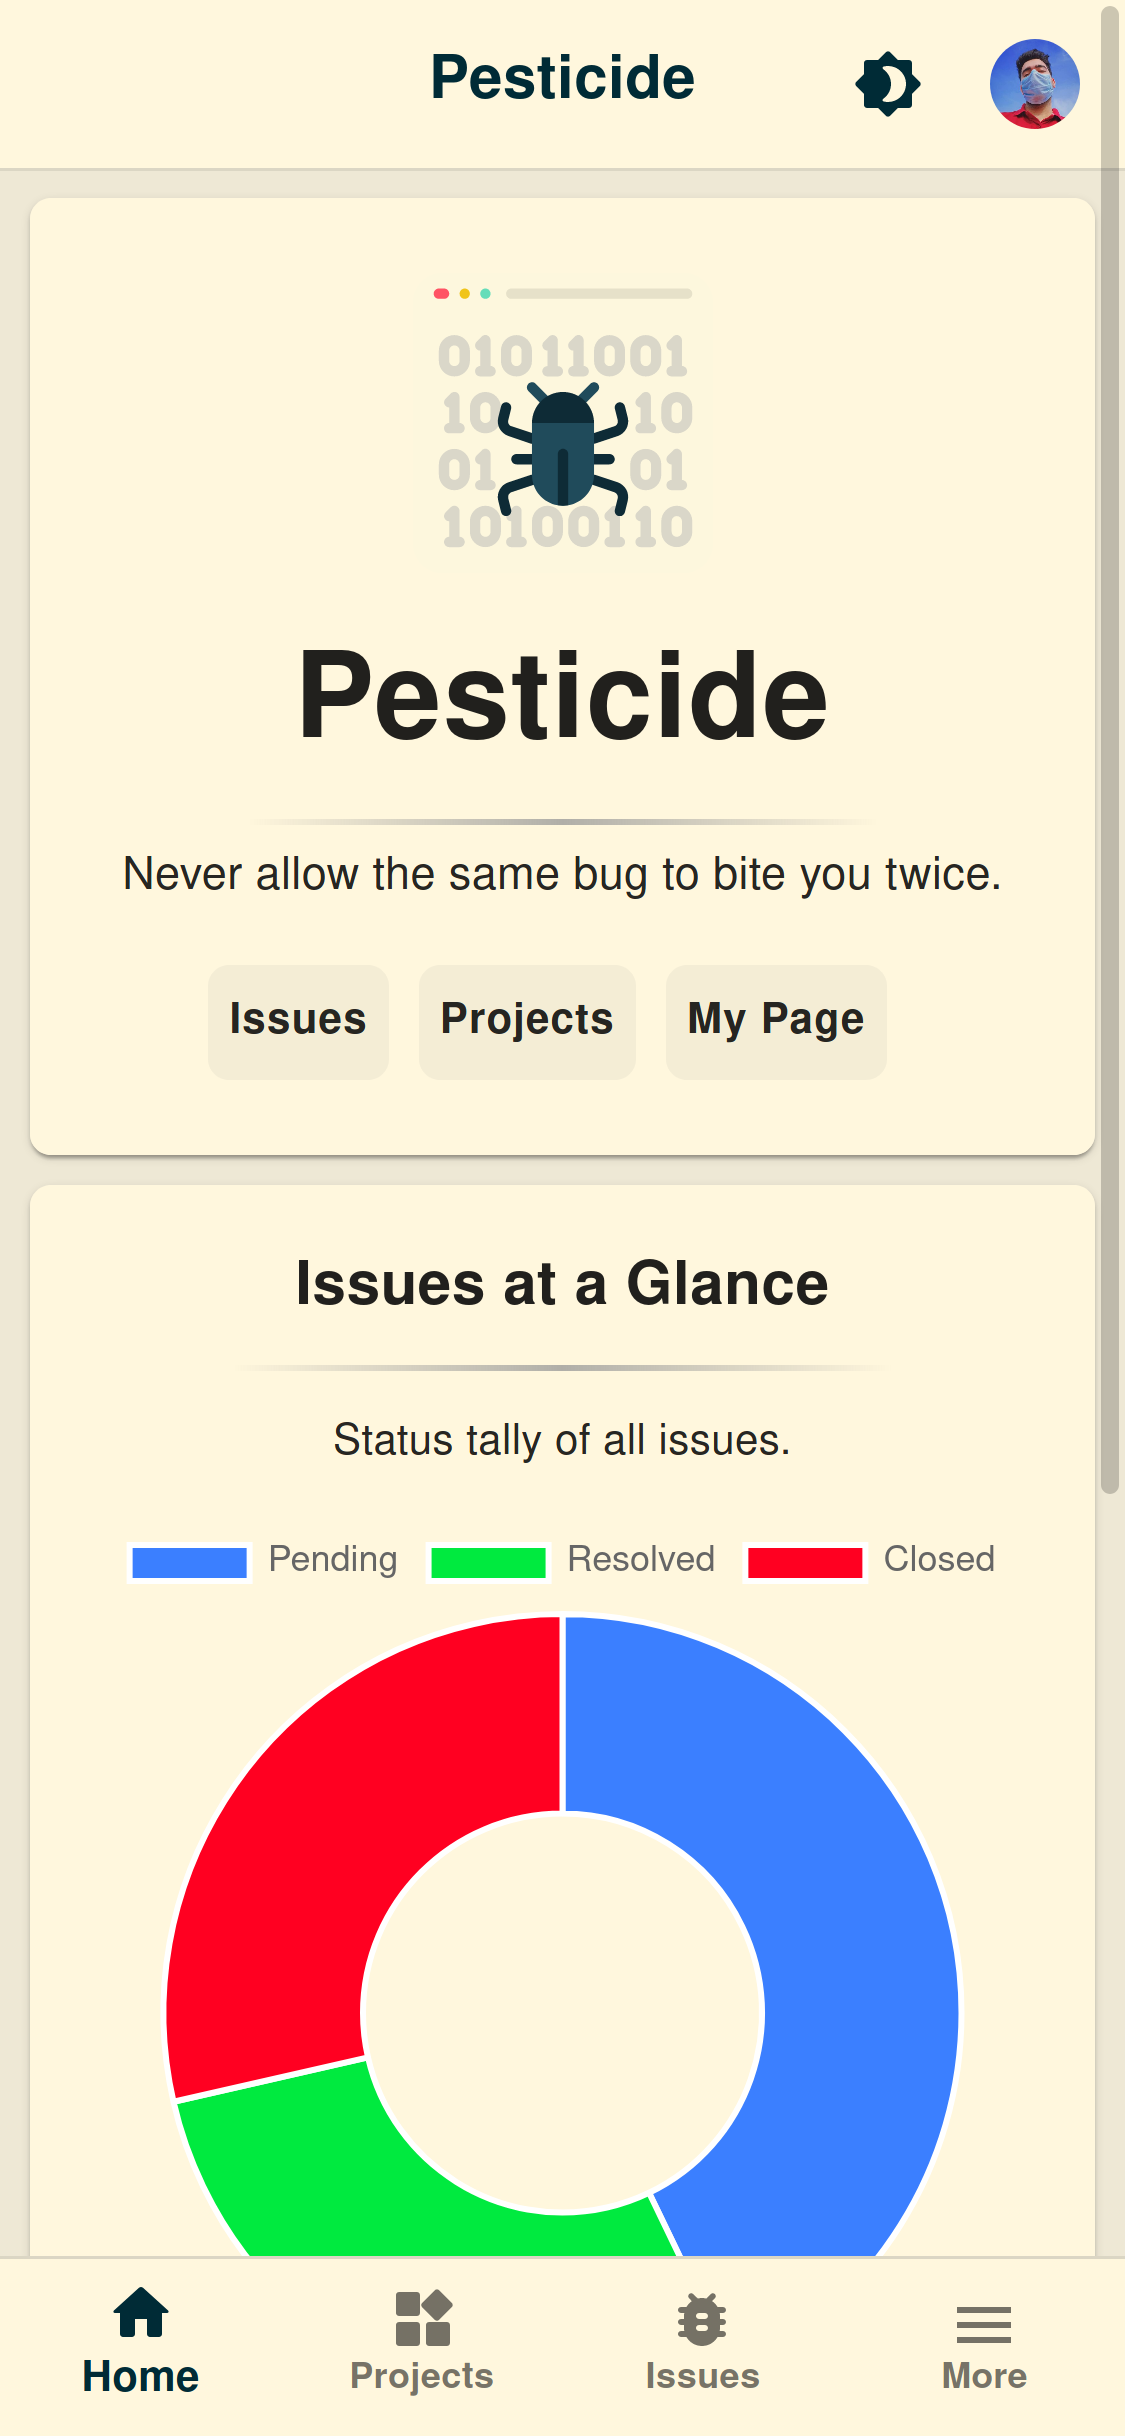 Pesticide
01011001
10 10
01 01
10100110
Pesticide
Never allow the same bug to bite you twice.
Issues Projects My Page
Issues at a Glance
Status tally of all issues.
Pending Resolved Closed
Home Projects Issues More